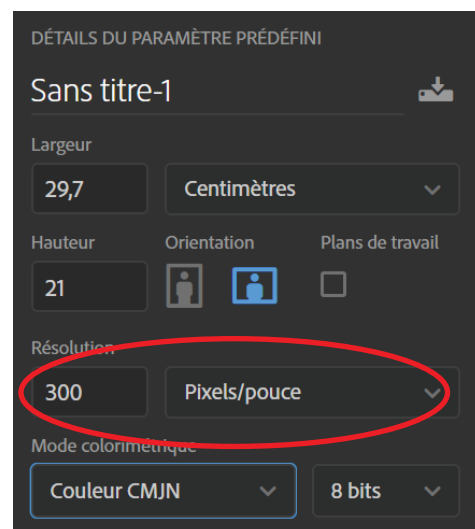 DÉTAILS DU PARAMÈTRE PRÉDÉFINI
Sans titre-1
Largeur
29,7 Centimètres
Hauteur Orientation Plans de travail
21
Résolution
300 Pixels/pouce
Mode colorimétrique
Couleur CMJN 8 bits